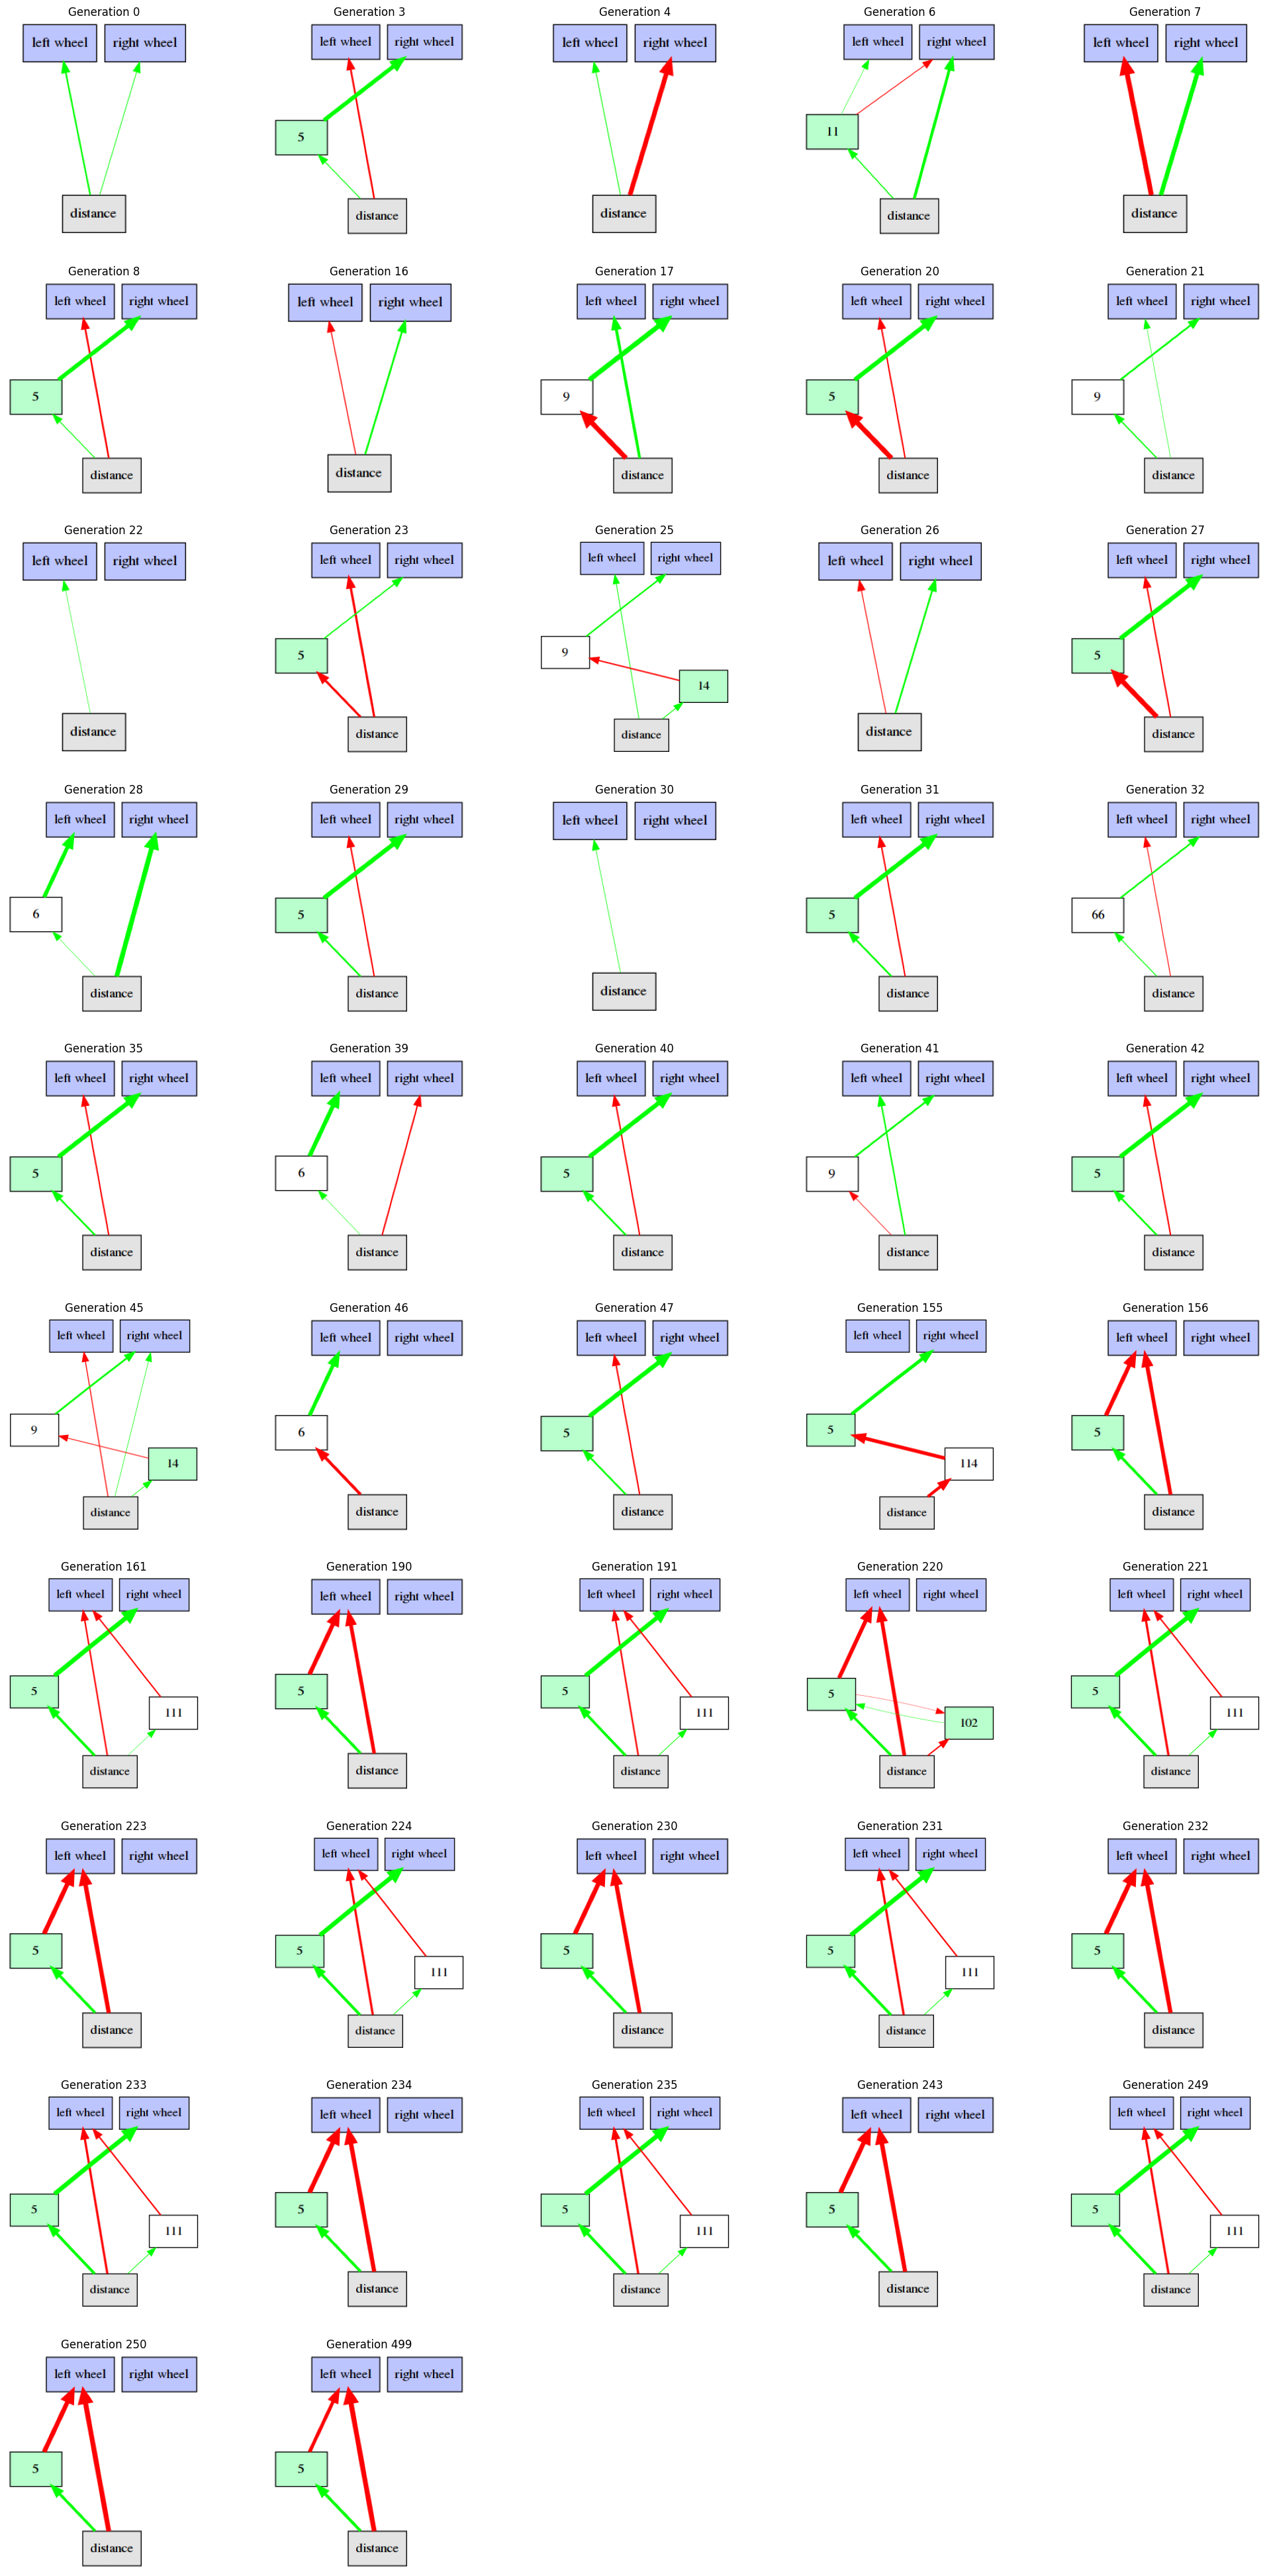 Generation 0
left wheel right wheel
distance
Generation 3
left wheel right wheel
5
distance
Generation 4
left wheel right wheel
distance
Generation 6
left wheel right wheel
11
distance
Generation 7
left wheel right wheel
distance
Generation 8
left wheel right wheel
5
distance
Generation 16
left wheel right wheel
distance
Generation 17
left wheel right wheel
9
distance
Generation 20
left wheel right wheel
5
distance
Generation 21
left wheel right wheel
9
distance
Generation 22
left wheel right wheel
distance
Generation 23
left wheel right wheel
5
distance
Generation 25
left wheel right wheel
9
14
distance
Generation 26
left wheel right wheel
distance
Generation 27
left wheel right wheel
5
distance
Generation 28
left wheel right wheel
6
distance
Generation 29
left wheel right wheel
5
distance
Generation 30
left wheel right wheel
distance
Generation 31
left wheel right wheel
5
distance
Generation 32
left wheel right wheel
66
distance
Generation 35
left wheel right wheel
5
distance
Generation 39
left wheel right wheel
6
distance
Generation 40
left wheel right wheel
5
distance
Generation 41
left wheel right wheel
9
distance
Generation 42
left wheel right wheel
5
distance
Generation 45
left wheel right wheel
9
14
distance
Generation 46
left wheel right wheel
6
distance
Generation 47
left wheel right wheel
5
distance
Generation 155
left wheel right wheel
5
114
distance
Generation 156
left wheel right wheel
5
distance
Generation 161
left wheel right wheel
5
111
distance
Generation 190
left wheel right wheel
5
distance
Generation 191
left wheel right wheel
5
111
distance
Generation 220
left wheel right wheel
5
102
distance
Generation 221
left wheel right wheel
5
111
distance
Generation 223
left wheel right wheel
5
distance
Generation 224
left wheel right wheel
5
111
distance
Generation 230
left wheel right wheel
5
distance
Generation 231
left wheel right wheel
5
111
distance
Generation 232
left wheel right wheel
5
distance
Generation 233
left wheel right wheel
5
111
distance
Generation 234
left wheel right wheel
5
distance
Generation 235
left wheel right wheel
5
111
distance
Generation 243
left wheel right wheel
5
distance
Generation 249
left wheel right wheel
5
111
distance
Generation 250
left wheel right wheel
5
distance
Generation 499
left wheel right wheel
5
distance